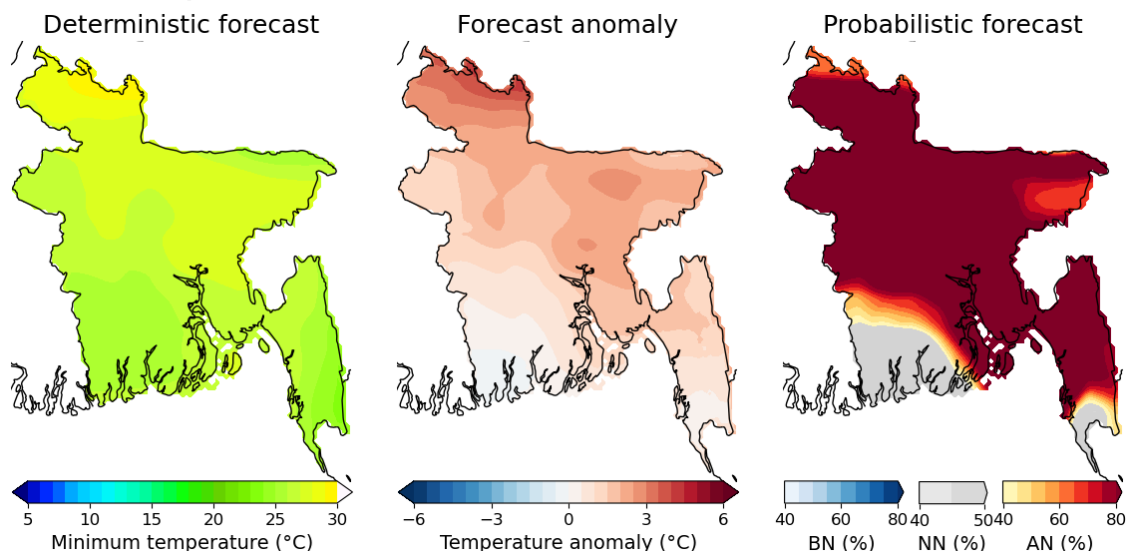 Deterministic forecast
Forecast anomaly
Probabilistic forecast
5 10 15 20 25 30
Minimum temperature (°C)
−6 −3 0 3 6
Temperature anomaly (°C)
40 60 80
BN (%)
40 50
NN (%)
40 60 80
AN (%)